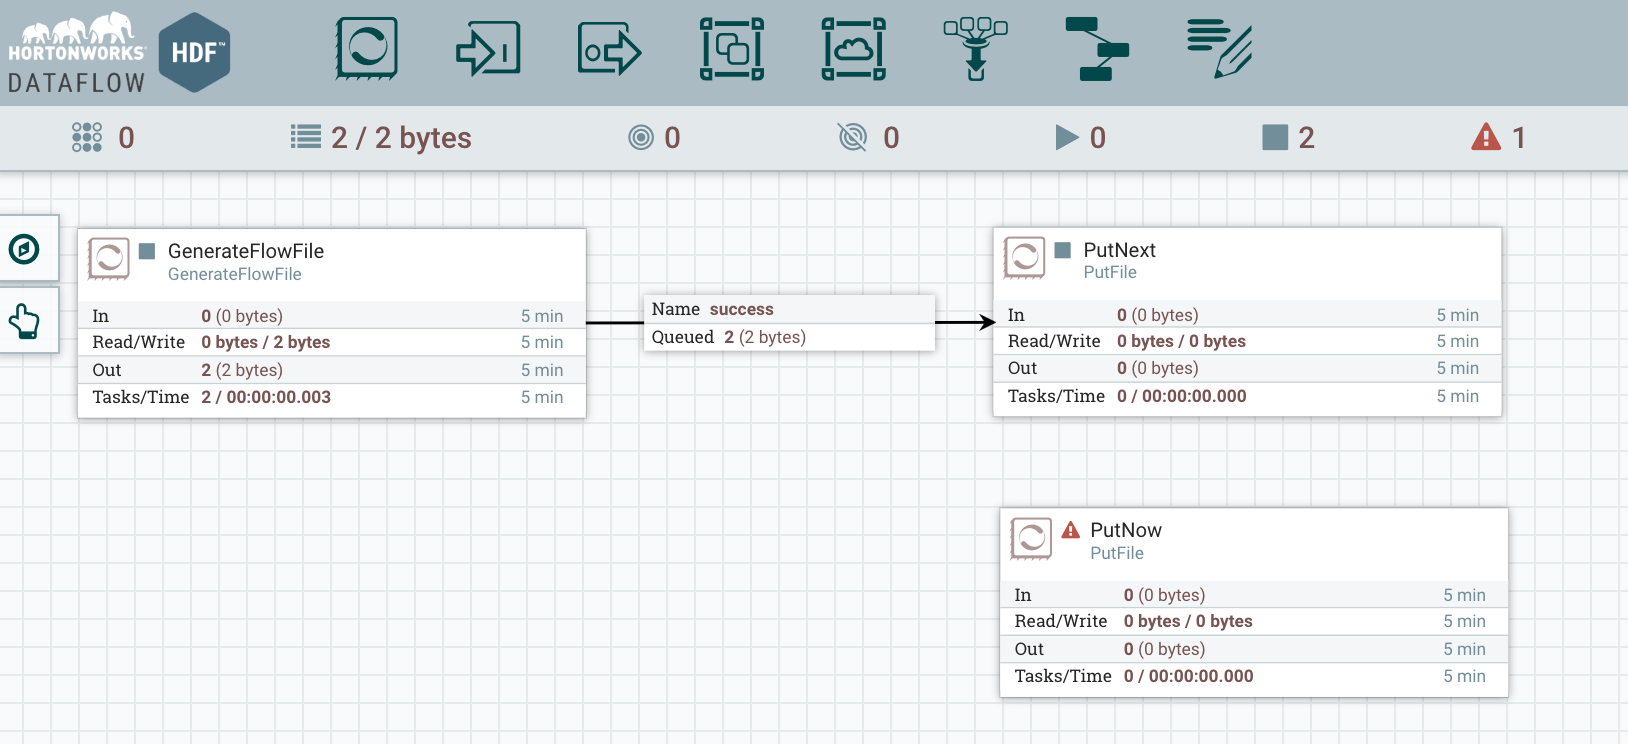 HORTONWORKS
DATAFLOW
HDF™
0
2 / 2 bytes
0
0
0
2
1
GenerateFlowFile
GenerateFlowFile
In 0 (0 bytes) 5 min
Read/Write 0 bytes / 2 bytes 5 min
Out 2 (2 bytes) 5 min
Tasks/Time 2 / 00:00:00.003 5 min
Name success
Queued 2 (2 bytes)
PutNext
PutFile
In 0 (0 bytes) 5 min
Read/Write 0 bytes / 0 bytes 5 min
Out 0 (0 bytes) 5 min
Tasks/Time 0 / 00:00:00.000 5 min
PutNow
PutFile
In 0 (0 bytes) 5 min
Read/Write 0 bytes / 0 bytes 5 min
Out 0 (0 bytes) 5 min
Tasks/Time 0 / 00:00:00.000 5 min